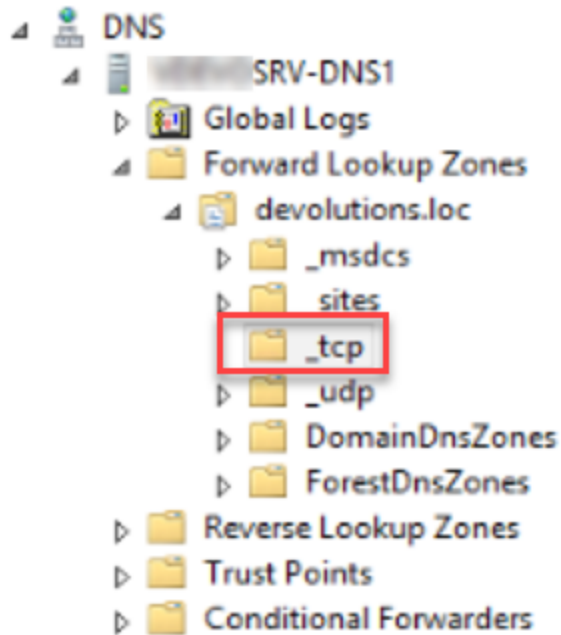 DNS
SRV-DNS1
Global Logs
Forward Lookup Zones
devolutions.loc
_msdcs
_sites
_tcp
_udp
DomainDnsZones
ForestDnsZones
Reverse Lookup Zones
Trust Points
Conditional Forwarders